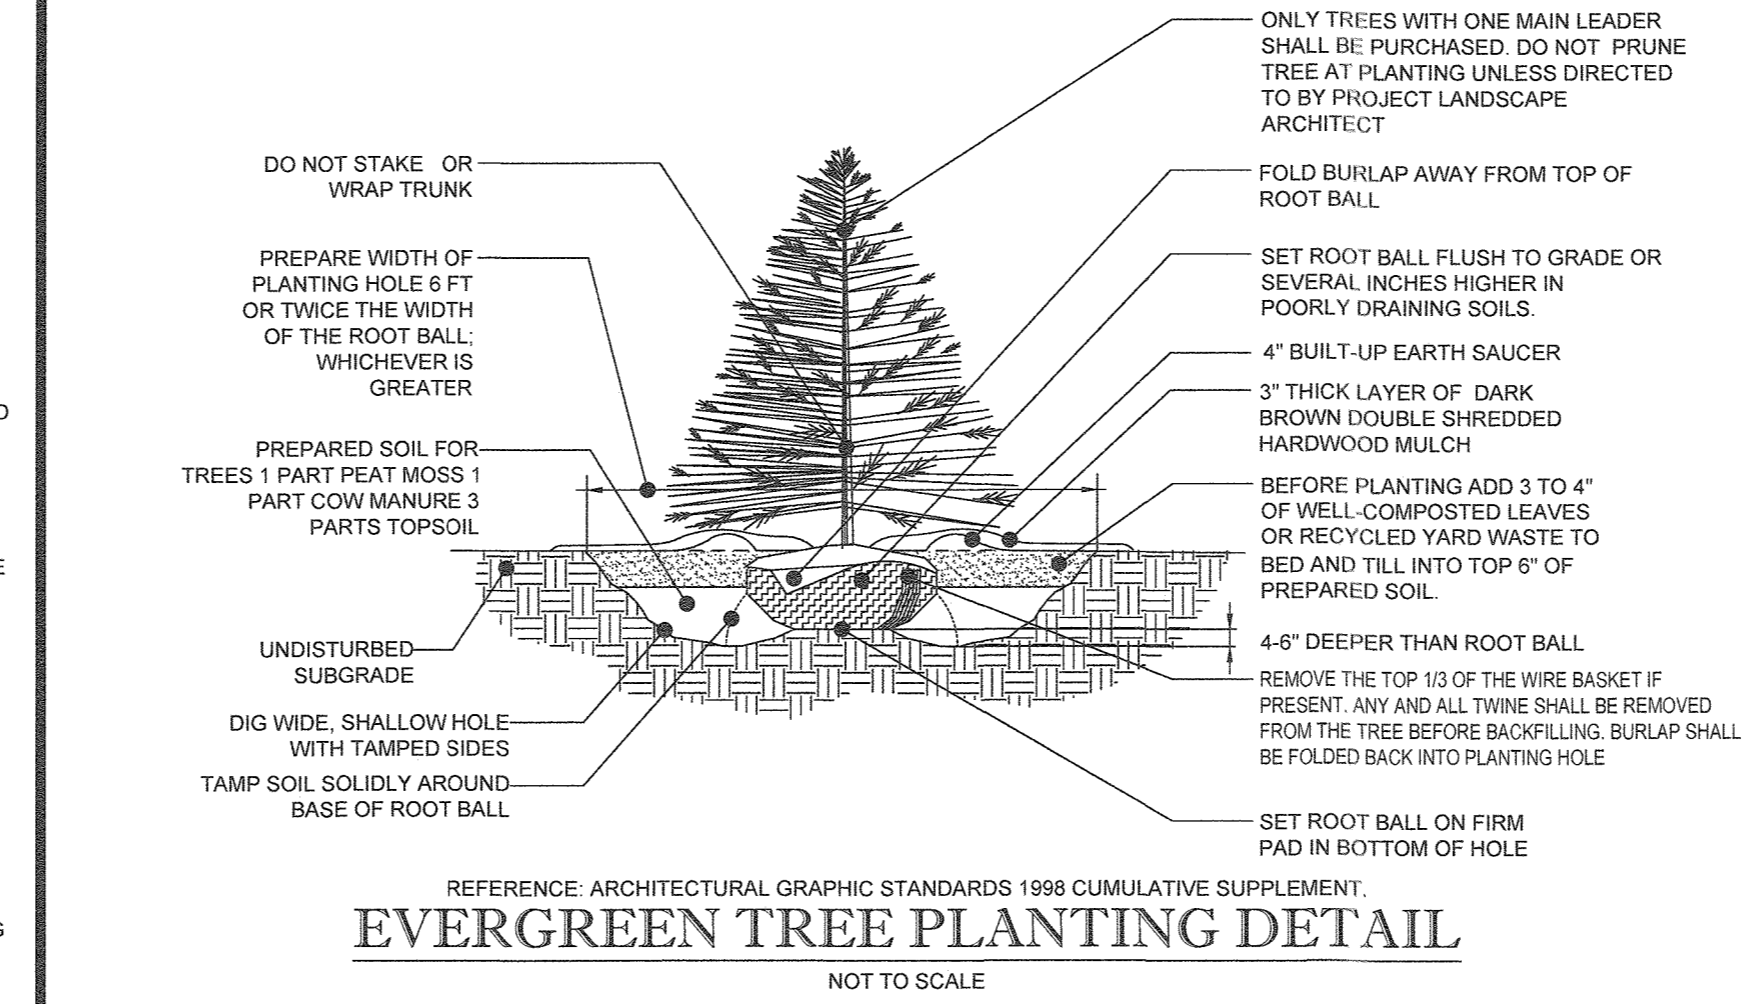 DO NOT STAKE OR
WRAP TRUNK
PREPARE WIDTH OF
PLANTING HOLE 6 FT
OR TWICE THE WIDTH
OF THE ROOT BALL;
WHICHEVER IS
GREATER
PREPARED SOIL FOR
TREES 1 PART PEAT MOSS 1
PART COW MANURE 3
PARTS TOPSOIL
UNDISTURBED
SUBGRADE
DIG WIDE, SHALLOW HOLE
WITH TAMPED SIDES
TAMP SOIL SOLIDLY AROUND
BASE OF ROOT BALL
ONLY TREES WITH ONE MAIN LEADER
SHALL BE PURCHASED. DO NOT PRUNE
TREE AT PLANTING UNLESS DIRECTED
TO BY PROJECT LANDSCAPE
ARCHITECT
FOLD BURLAP AWAY FROM TOP OF
ROOT BALL
SET ROOT BALL FLUSH TO GRADE OR
SEVERAL INCHES HIGHER IN
POORLY DRAINING SOILS.
4" BUILT-UP EARTH SAUCER
3" THICK LAYER OF DARK
BROWN DOUBLE SHREDDED
HARDWOOD MULCH
BEFORE PLANTING ADD 3 TO 4"
OF WELL-COMPOSTED LEAVES
OR RECYCLED YARD WASTE TO
BED AND TILL INTO TOP 6" OF
PREPARED SOIL.
4-6" DEEPER THAN ROOT BALL
REMOVE THE TOP 1/3 OF THE WIRE BASKET IF
PRESENT. ANY AND ALL TWINE SHALL BE REMOVED
FROM THE TREE BEFORE BACKFILLING. BURLAP SHALL
BE FOLDED BACK INTO PLANTING HOLE
SET ROOT BALL ON FIRM
PAD IN BOTTOM OF HOLE
REFERENCE: ARCHITECTURAL GRAPHIC STANDARDS 1998 CUMULATIVE SUPPLEMENT.
EVERGREEN TREE PLANTING DETAIL
NOT TO SCALE